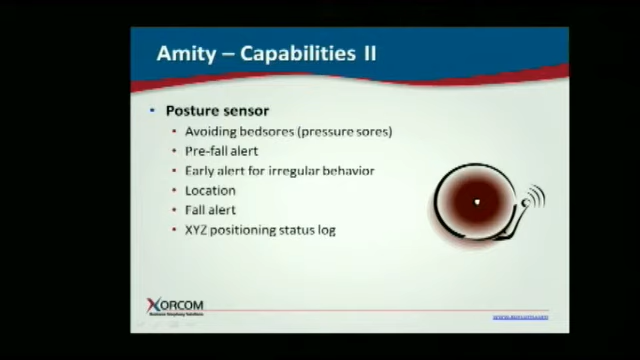 Amity – Capabilities II
• Posture sensor
• Avoiding bedsores (pressure sores)
• Pre-fall alert
• Early alert for irregular behavior
• Location
• Fall alert
• XYZ positioning status log
XORCOM